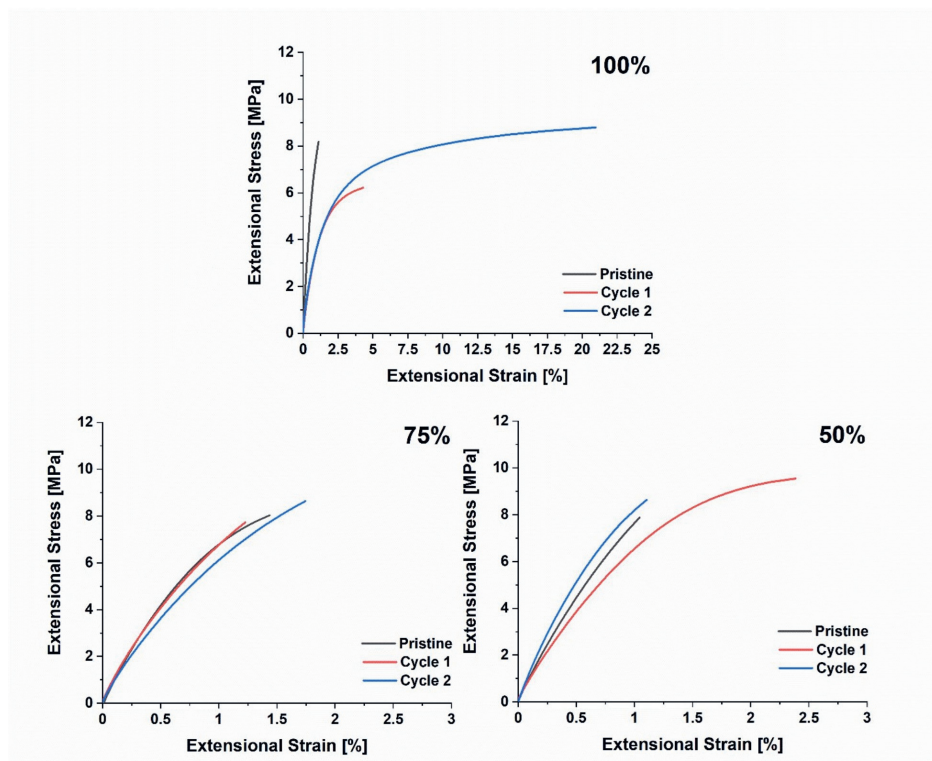 100%
Extensional Stress [MPa]
12
10
8
6
4
2
0
Pristine
Cycle 1
Cycle 2
0 2.5 5 7.5 10 12.5 15 17.5 20 22.5 25
Extensional Strain [%]
75%
Extensional Stress [MPa]
12
10
8
6
4
2
0
Pristine
Cycle 1
Cycle 2
0 0.5 1 1.5 2 2.5 3
Extensional Strain [%]
50%
Extensional Stress [MPa]
12
10
8
6
4
2
0
Pristine
Cycle 1
Cycle 2
0 0.5 1 1.5 2 2.5 3
Extensional Strain [%]